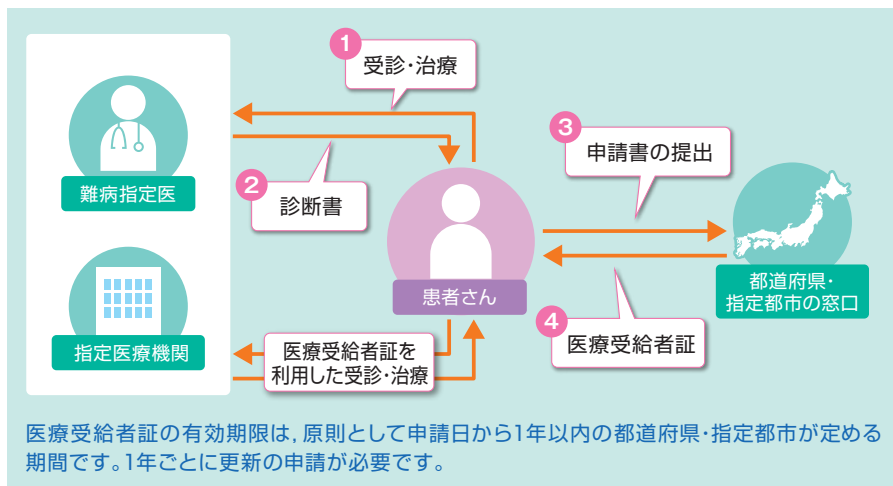 1
受診・治療
難病指定医
2
診断書
3
申請書の提出
患者さん
都道府県・
指定都市の窓口
4
医療受給者証
指定医療機関
医療受給者証を
利用した受診・治療
医療受給者証の有効期限は,原則として申請日から1年以内の都道府県・指定都市が定める
期間です。1年ごとに更新の申請が必要です。